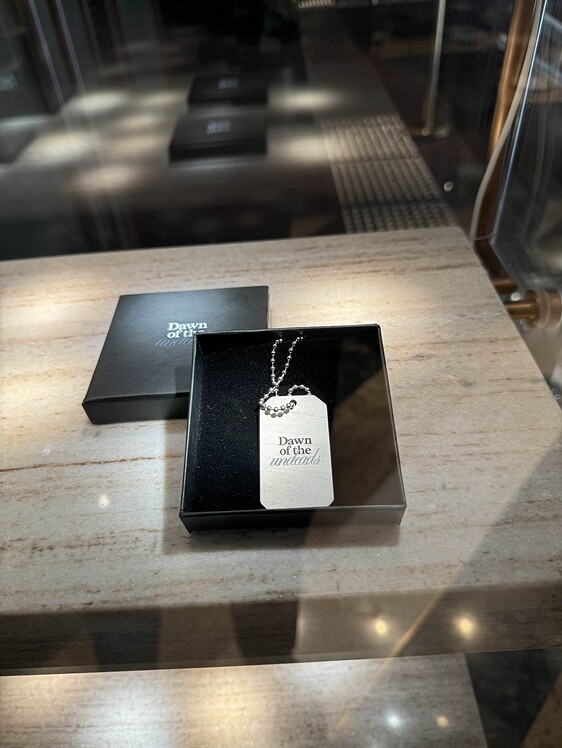 Dawn
of the
undeads
Dawn
of the
undeads